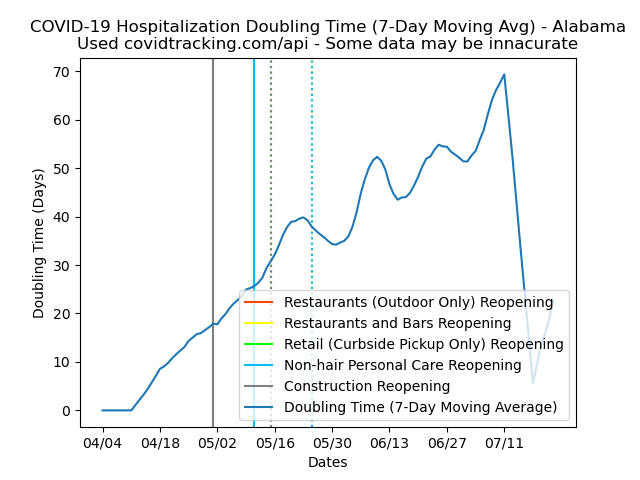 COVID-19 Hospitalization Doubling Time (7-Day Moving Avg) - Alabama
Used covidtracking.com/api - Some data may be innacurate
70
60
50
40
30
20
10
0
Doubling Time (Days)
Restaurants (Outdoor Only) Reopening
Restaurants and Bars Reopening
Retail (Curbside Pickup Only) Reopening
Non-hair Personal Care Reopening
Construction Reopening
Doubling Time (7-Day Moving Average)
04/04 04/18 05/02 05/16 05/30 06/13 06/27 07/11
Dates